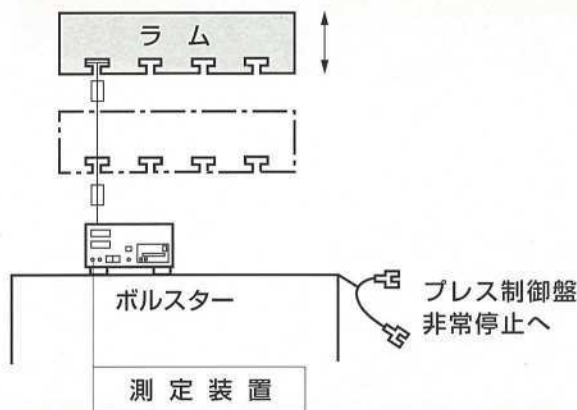 ラム
ボルスター
プレス制御盤
非常停止へ
測定装置